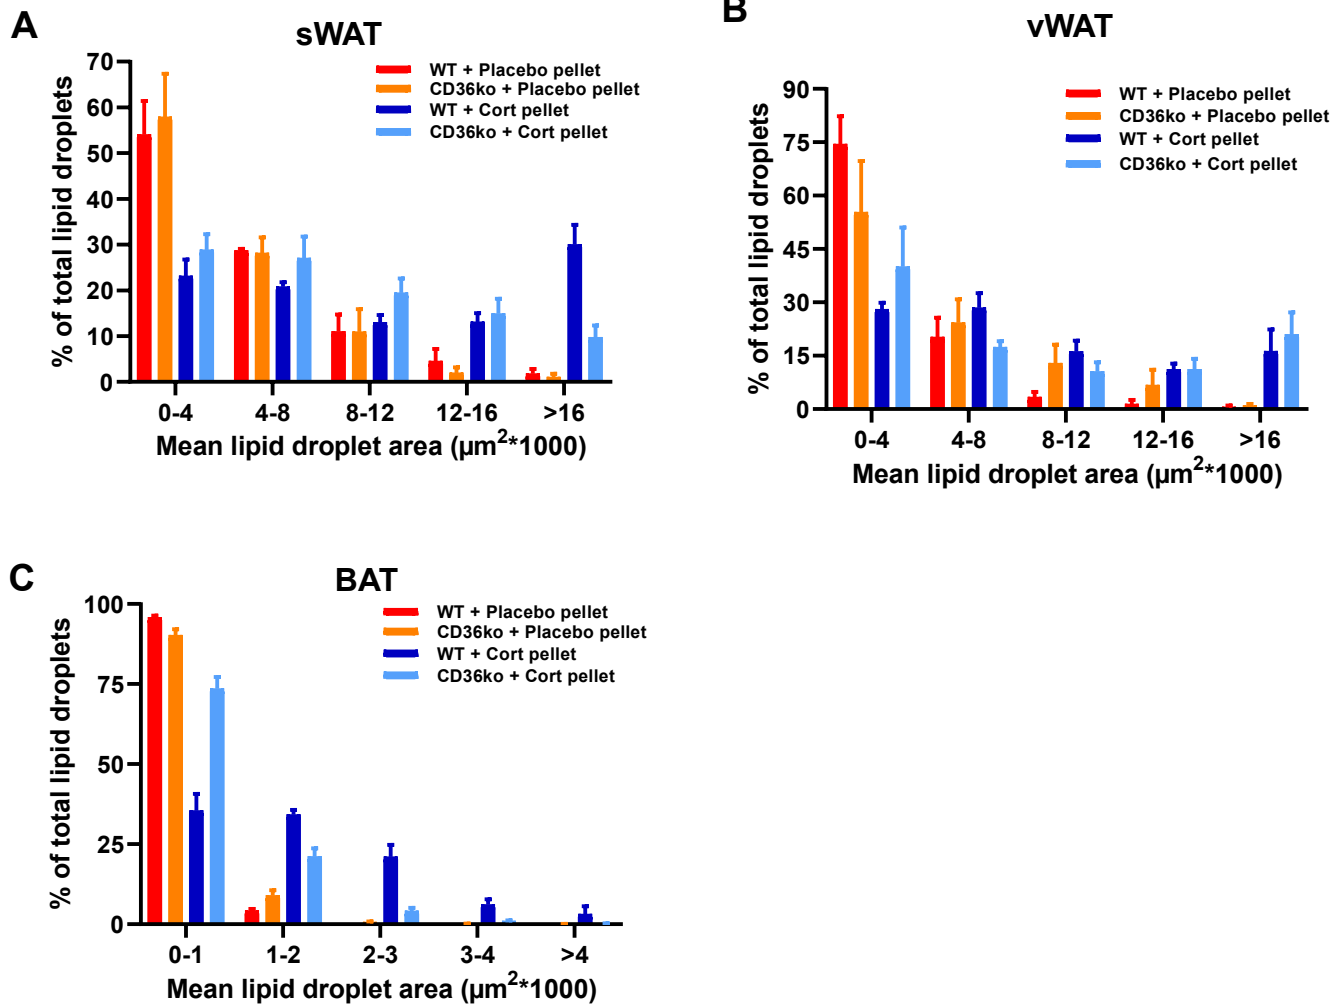 A
sWAT
WT + Placebo pellet
CD36ko + Placebo pellet
WT + Cort pellet
CD36ko + Cort pellet
% of total lipid droplets
70
60
50
40
30
20
10
0
0-4 4-8 8-12 12-16 >16
Mean lipid droplet area (µm²*1000)
B
vWAT
WT + Placebo pellet
CD36ko + Placebo pellet
WT + Cort pellet
CD36ko + Cort pellet
% of total lipid droplets
90
75
60
45
30
15
0
0-4 4-8 8-12 12-16 >16
Mean lipid droplet area (µm²*1000)
C
BAT
WT + Placebo pellet
CD36ko + Placebo pellet
WT + Cort pellet
CD36ko + Cort pellet
% of total lipid droplets
100
75
50
25
0
0-1 1-2 2-3 3-4 >4
Mean lipid droplet area (µm²*1000)